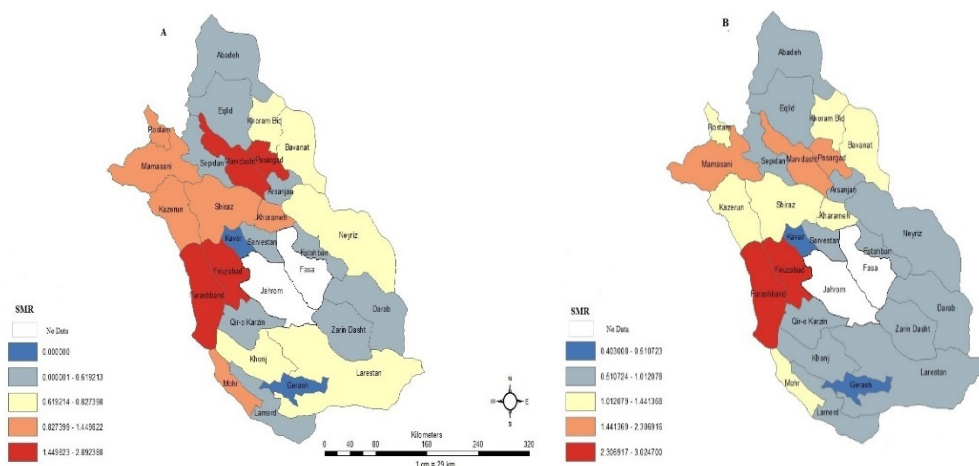 A
Abadeh
Eqlid
Khoram Bid
Bavanat
Rostam
Mamasani
Sepidan
Marvdasht
Pasargad
Arsanjan
Kazerun
Shiraz
Kharameh
Kavar
Sarvestan
Neyriz
Estahban
Firuzabad
Farashband
Fasa
Jahrom
Darab
Zarin Dasht
Qir-o Karzin
Khonj
Larestan
Mohr
Gerash
Lamerd
SMR
No Data
0.000000
0.000001 - 0.619213
0.619214 - 0.827398
0.827399 - 1.449822
1.449823 - 2.892388
N
W E
S
Kilometers
0 40 80 160 240 320
1 cm = 29 km
B
Abadeh
Eqlid
Khoram Bid
Bavanat
Rostam
Mamasani
Sepidan
Marvdasht
Pasargad
Arsanjan
Kazerun
Shiraz
Kharameh
Kavar
Sarvestan
Neyriz
Estahban
Firuzabad
Farashband
Fasa
Jahrom
Darab
Zarin Dasht
Qir-o Karzin
Khonj
Larestan
Mohr
Gerash
Lamerd
SMR
No Data
0.510724 - 1.012078
1.012079 - 1.441368
1.441369 - 2.306916
2.306917 - 3.024700